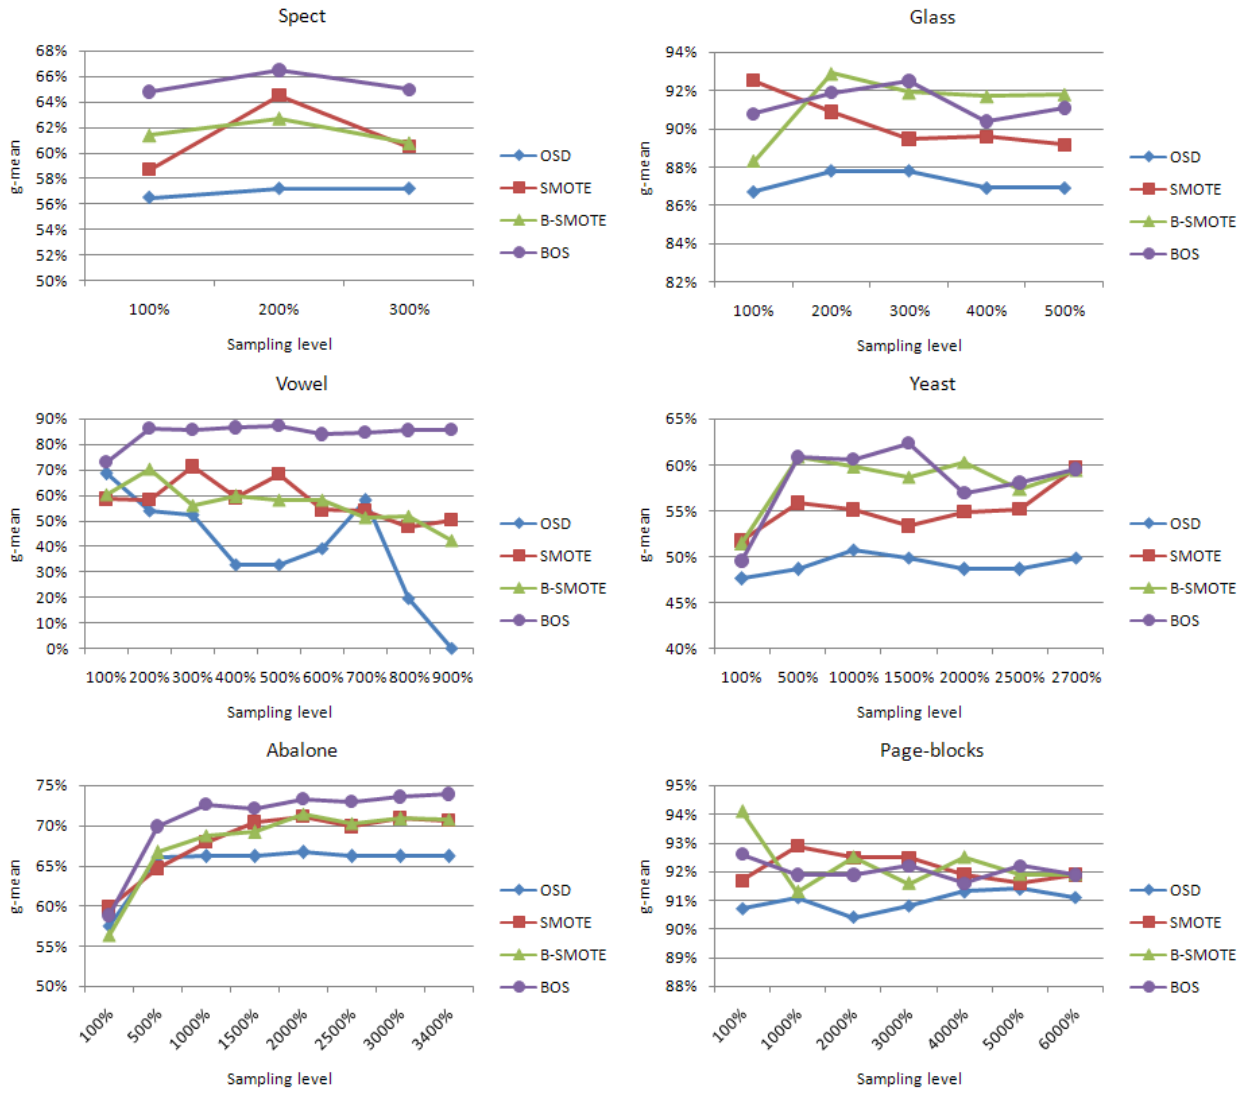 Spect
68%
66%
64%
62%
60%
58%
56%
54%
52%
50%
g-mean
100% 200% 300%
Sampling level
OSD
SMOTE
B-SMOTE
BOS
Glass
94%
92%
90%
88%
86%
84%
82%
g-mean
100% 200% 300% 400% 500%
Sampling level
OSD
SMOTE
B-SMOTE
BOS
Vowel
90%
80%
70%
60%
50%
40%
30%
20%
10%
0%
g-mean
100% 200% 300% 400% 500% 600% 700% 800% 900%
Sampling level
OSD
SMOTE
B-SMOTE
BOS
Yeast
65%
60%
55%
50%
45%
40%
g-mean
100% 500% 1000% 1500% 2000% 2500% 2700%
Sampling level
OSD
SMOTE
B-SMOTE
BOS
Abalone
75%
70%
65%
60%
55%
50%
g-mean
100% 500% 1000% 1500% 2000% 2500% 3000% 3400%
Sampling level
OSD
SMOTE
B-SMOTE
BOS
Page-blocks
95%
94%
93%
92%
91%
90%
89%
88%
g-mean
100% 1000% 2000% 3000% 4000% 5000% 6000%
Sampling level
OSD
SMOTE
B-SMOTE
BOS